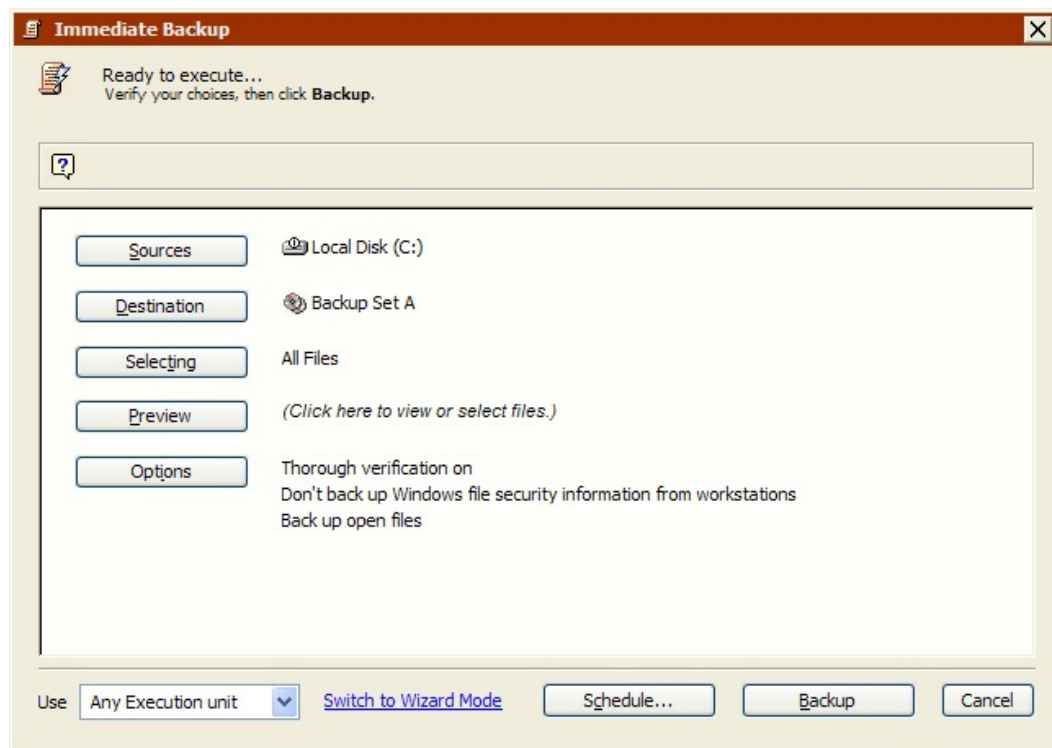 Immediate Backup
Ready to execute...
Verify your choices, then click Backup.
?
Sources Local Disk (C:)
Destination Backup Set A
Selecting All Files
Preview (Click here to view or select files.)
Options Thorough verification on
Don't back up Windows file security information from workstations
Back up open files
Use Any Execution unit Switch to Wizard Mode Schedule... Backup Cancel